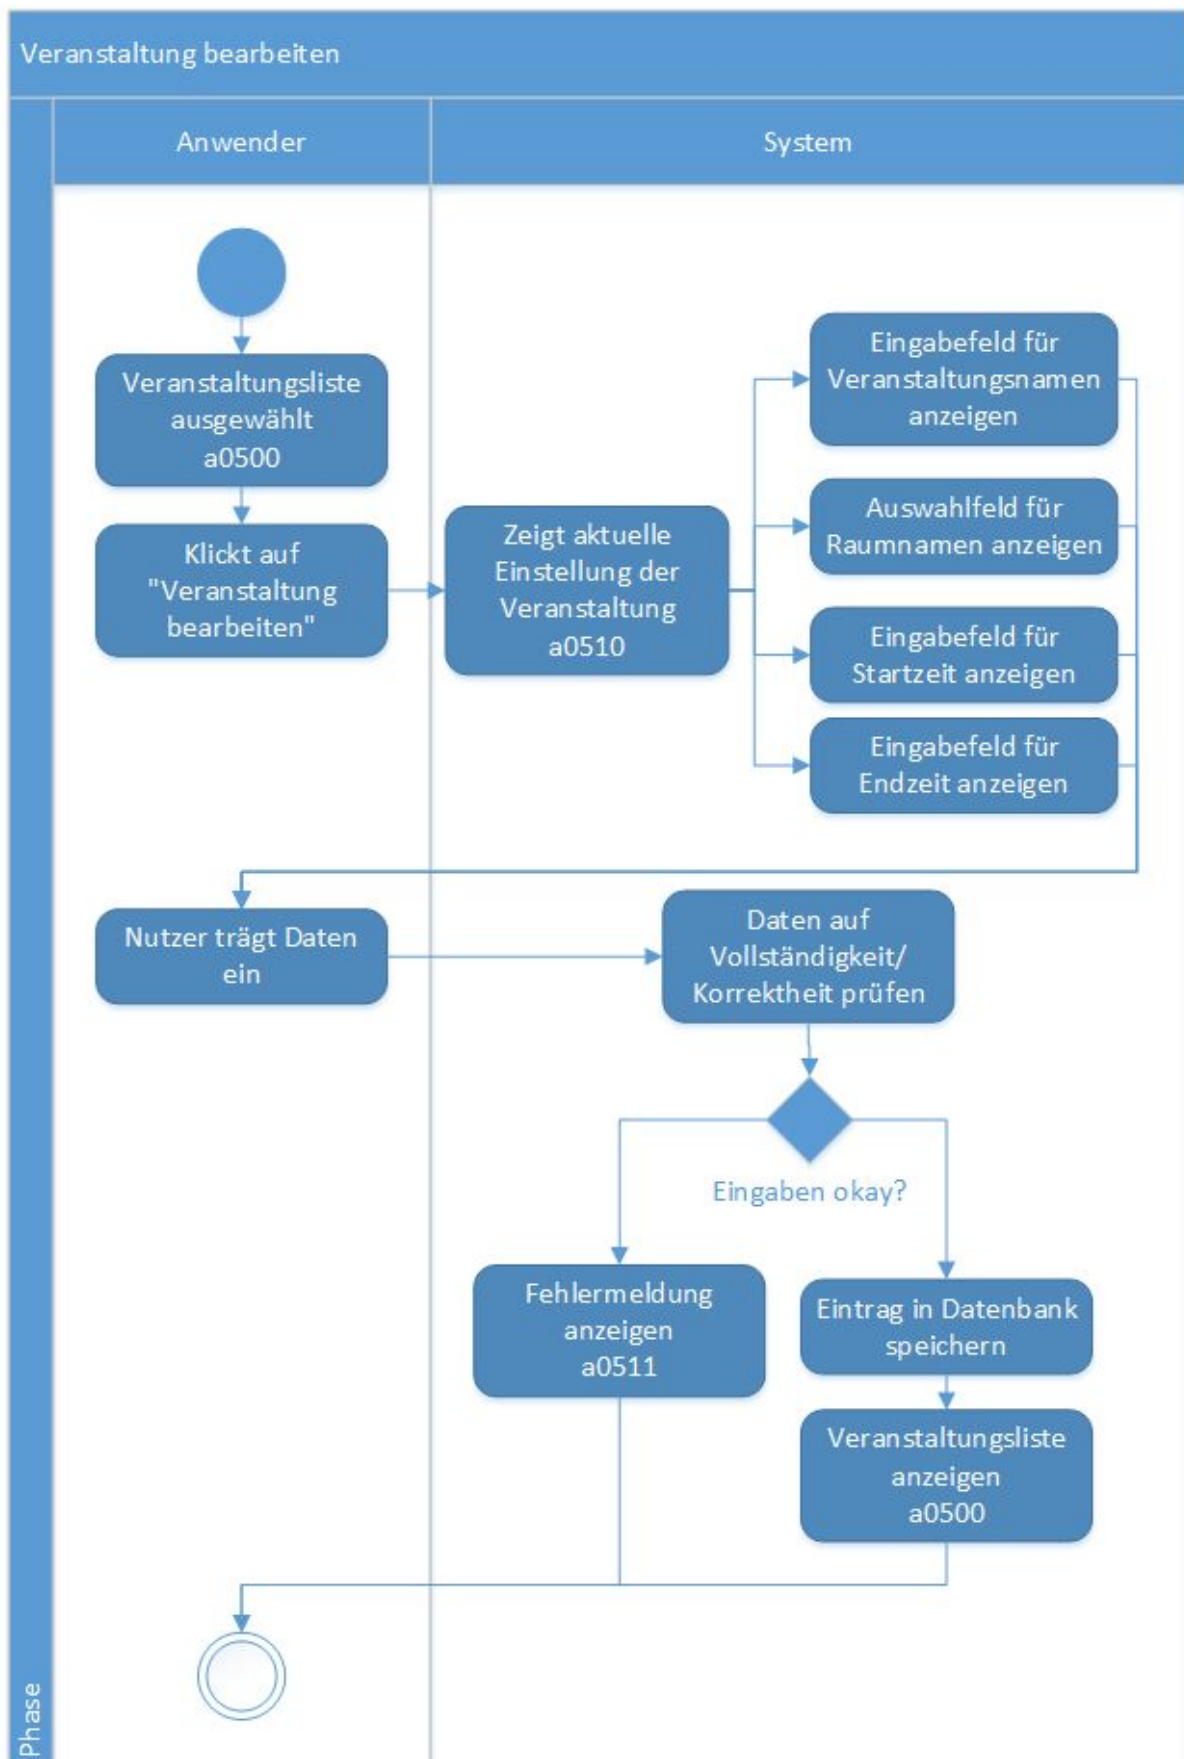 Veranstaltung bearbeiten
Anwender
System
Veranstaltungsliste
ausgewählt
a0500
Klickt auf
"Veranstaltung
bearbeiten"
Zeigt aktuelle
Einstellung der
Veranstaltung
a0510
Eingabefeld für
Veranstaltungsnamen
anzeigen
Auswahlfeld für
Raumnamen anzeigen
Eingabefeld für
Startzeit anzeigen
Eingabefeld für
Endzeit anzeigen
Nutzer trägt Daten
ein
Daten auf
Vollständigkeit/
Korrektheit prüfen
Eingaben okay?
Fehlermeldung
anzeigen
a0511
Eintrag in Datenbank
speichern
Veranstaltungsliste
anzeigen
a0500
Phase